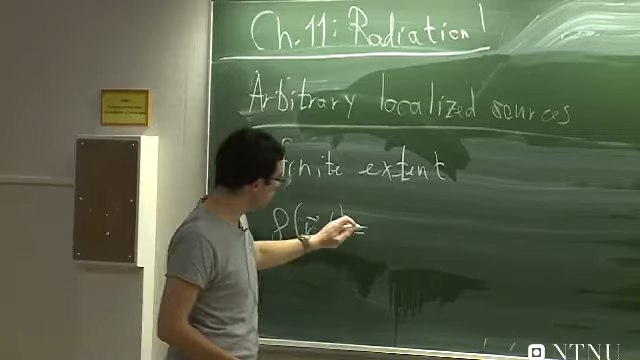 Ch. 11: Radiation
Arbitrary localized sources
finite extent
NTNU